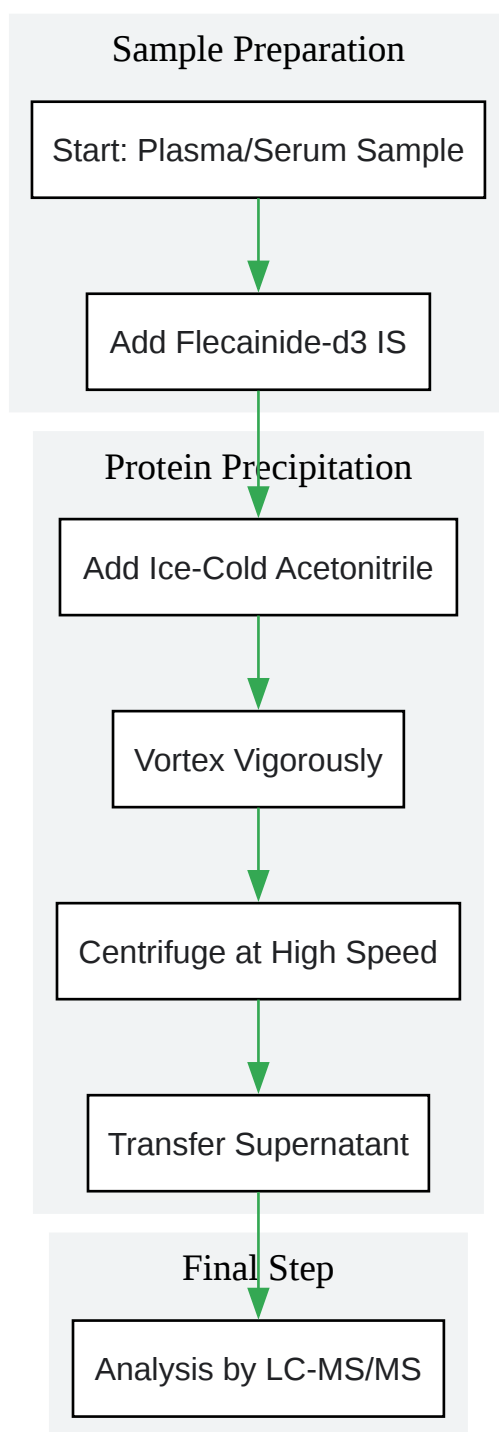 Sample Preparation
Start: Plasma/Serum Sample
Add Flecainide-d3 IS
Protein Precipitation
Add Ice-Cold Acetonitrile
Vortex Vigorously
Centrifuge at High Speed
Transfer Supernatant
Final Step
Analysis by LC-MS/MS